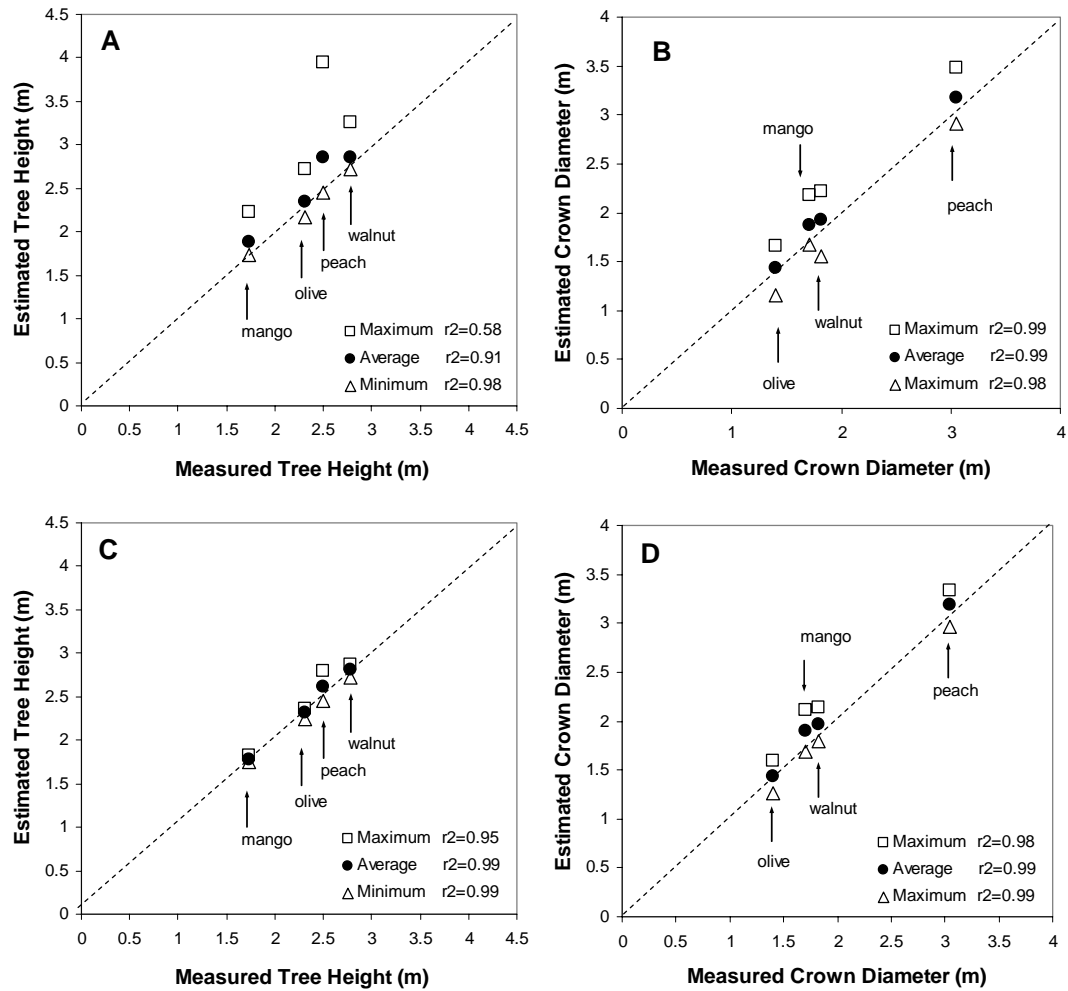 A
Estimated Tree Height (m)
4.5
4
3.5
3
2.5
2
1.5
1
0.5
0
mango
olive
peach
walnut
Maximum r2=0.58
Average r2=0.91
Minimum r2=0.98
0 0.5 1 1.5 2 2.5 3 3.5 4 4.5
Measured Tree Height (m)
B
Estimated Crown Diameter (m)
4
3.5
3
2.5
2
1.5
1
0.5
0
mango
peach
walnut
olive
Maximum r2=0.99
Average r2=0.99
Maximum r2=0.98
0 1 2 3 4
Measured Crown Diameter (m)
C
Estimated Tree Height (m)
4.5
4
3.5
3
2.5
2
1.5
1
0.5
0
mango
olive
peach
walnut
Maximum r2=0.95
Average r2=0.99
Minimum r2=0.99
0 0.5 1 1.5 2 2.5 3 3.5 4 4.5
Measured Tree Height (m)
D
Estimated Crown Diameter (m)
4
3.5
3
2.5
2
1.5
1
0.5
0
mango
peach
walnut
olive
Maximum r2=0.98
Average r2=0.99
Maximum r2=0.99
0 1 2 3 4
Measured Crown Diameter (m)